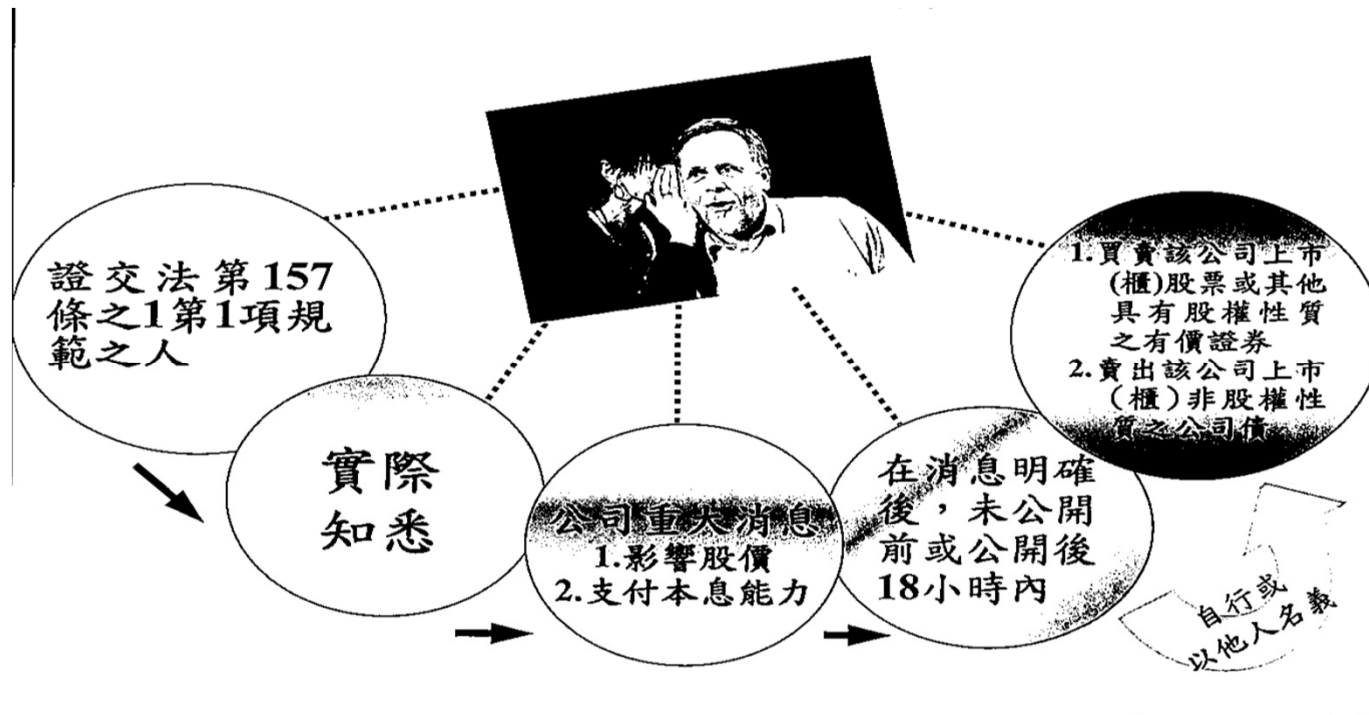 證交法第157
條之1第1項規
範之人
實際
知悉
公司重大消息
1.影響股價
2.支付本息能力
在消息明確
後，未公開
前或公開後
18小時內
1.買賣該公司上市
(櫃)股票或其他
具有股權性質
之有價證券
2.賣出該公司上市
(櫃)非股權性
質之公司債
自行或
以他人名義